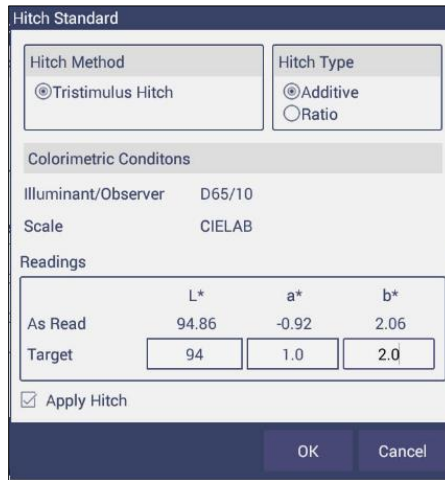 Hitch Standard
Hitch Method
Tristimulus Hitch
Hitch Type
Additive
Ratio
Colorimetric Conditons
Illuminant/Observer D65/10
Scale CIELAB
Readings
L* a* b*
As Read 94.86 -0.92 2.06
Target 94 1.0 2.0
Apply Hitch
OK Cancel